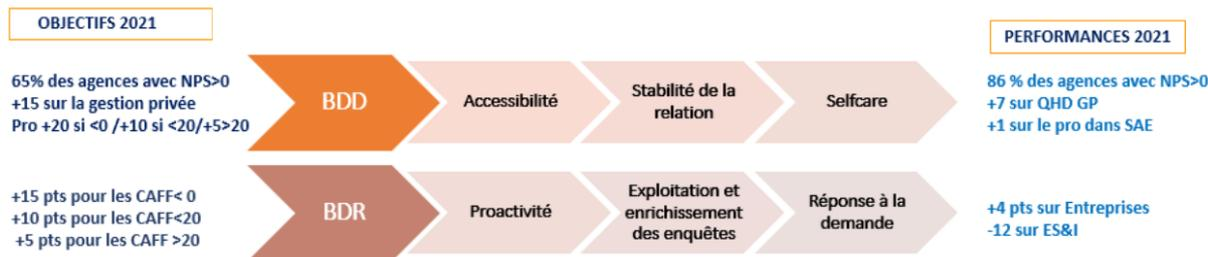 OBJECTIFS 2021
PERFORMANCES 2021
65% des agences avec NPS>0
+15 sur la gestion privée
Pro +20 si <0 /+10 si <20/+5>20
BDD
Accessibilité
Stabilité de la
relation
Selfcare
86 % des agences avec NPS>0
+7 sur QHD GP
+1 sur le pro dans SAE
+15 pts pour les CAFF< 0
+10 pts pour les CAFF<20
+5 pts pour les CAFF >20
BDR
Proactivité
Exploitation et
enrichissement
des enquêtes
Réponse à la
demande
+4 pts sur Entreprises
-12 sur ES&I